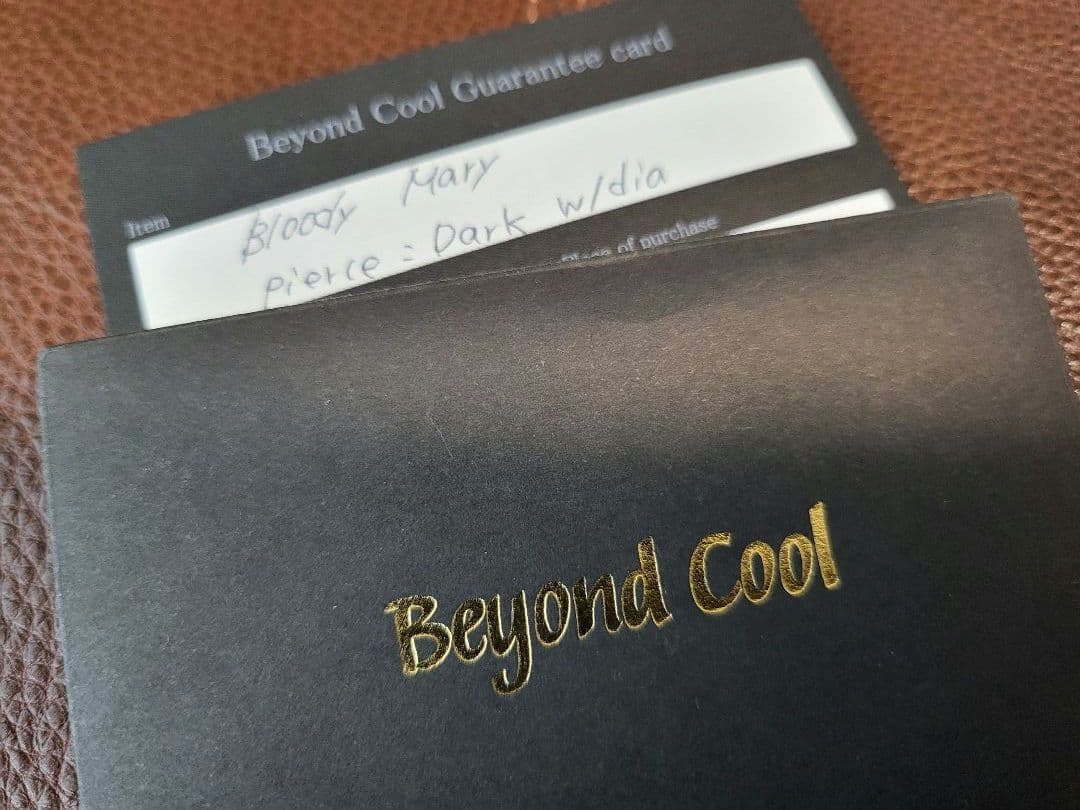 Beyond Cool Guarantee card
Item
Bloody Mary
pierce : Dark w/dia
Place of purchase
Beyond Cool